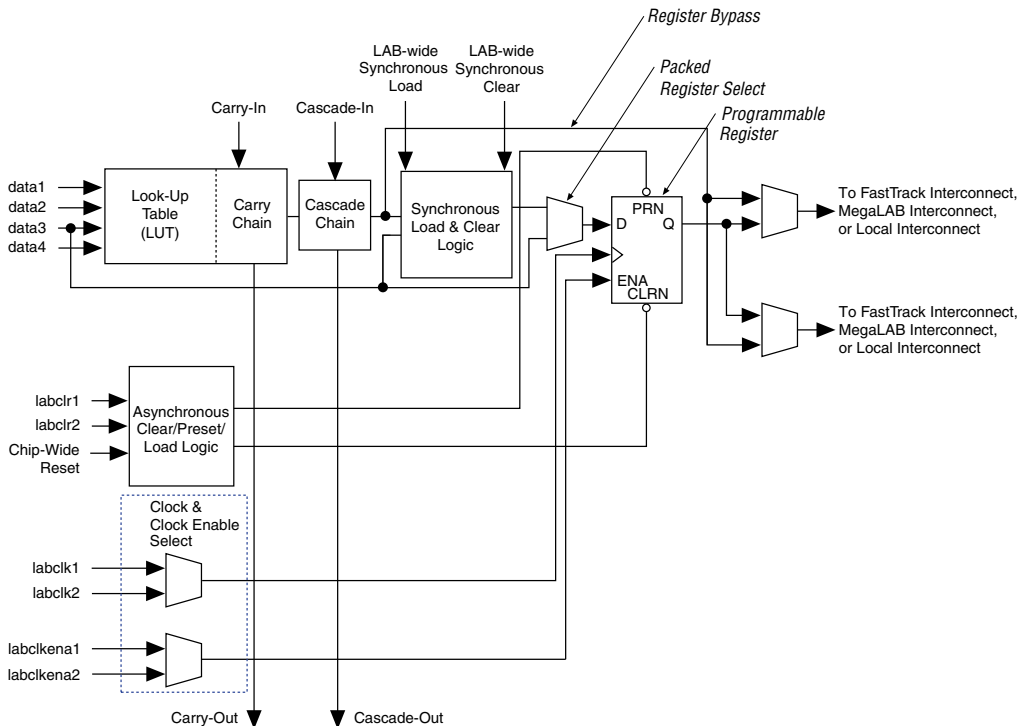 Register Bypass
LAB-wide
Synchronous
Load
LAB-wide
Synchronous
Clear
Packed
Register Select
Carry-In
Cascade-In
Programmable
Register
data1
data2
data3
data4
Look-Up
Table
(LUT)
Carry
Chain
Cascade
Chain
Synchronous
Load & Clear
Logic
PRN
D
Q
ENA
CLRN
To FastTrack Interconnect,
MegaLAB Interconnect,
or Local Interconnect
To FastTrack Interconnect,
MegaLAB Interconnect,
or Local Interconnect
labclr1
labclr2
Chip-Wide
Reset
Asynchronous
Clear/Preset/
Load Logic
Clock &
Clock Enable
Select
labclk1
labclk2
labclkena1
labclkena2
Carry-Out
Cascade-Out